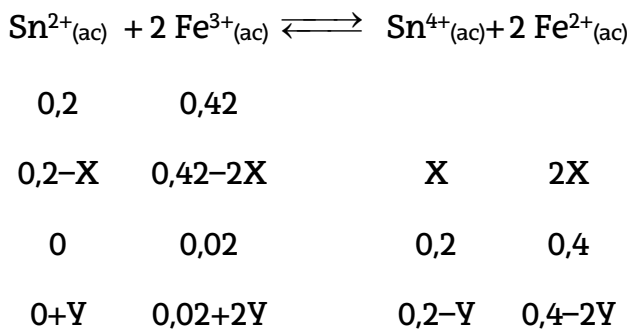 Sn²⁺(ac) + 2 Fe³⁺(ac) ⇌ Sn⁴⁺(ac)+ 2 Fe²⁺(ac)
0,2 0,42
0,2–X 0,42–2X X 2X
0 0,02 0,2 0,4
0+Y 0,02+2Y 0,2–Y 0,4–2Y